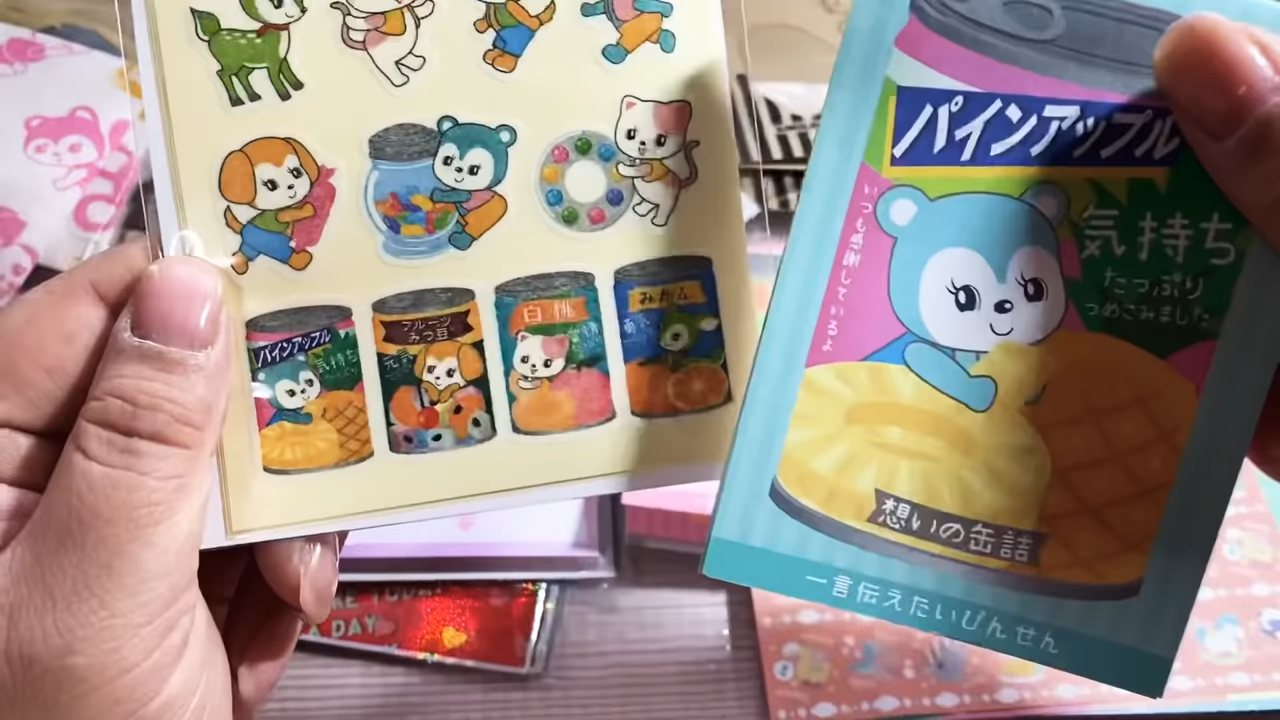 パインアップル
気持ち
フルーツ
みつ豆
元気
白桃
みかん
パインアップル
いつも感謝しているよ
気持ち
たっぷり
つめこみました
想いの缶詰
一言伝えたいびんせん
A DAY